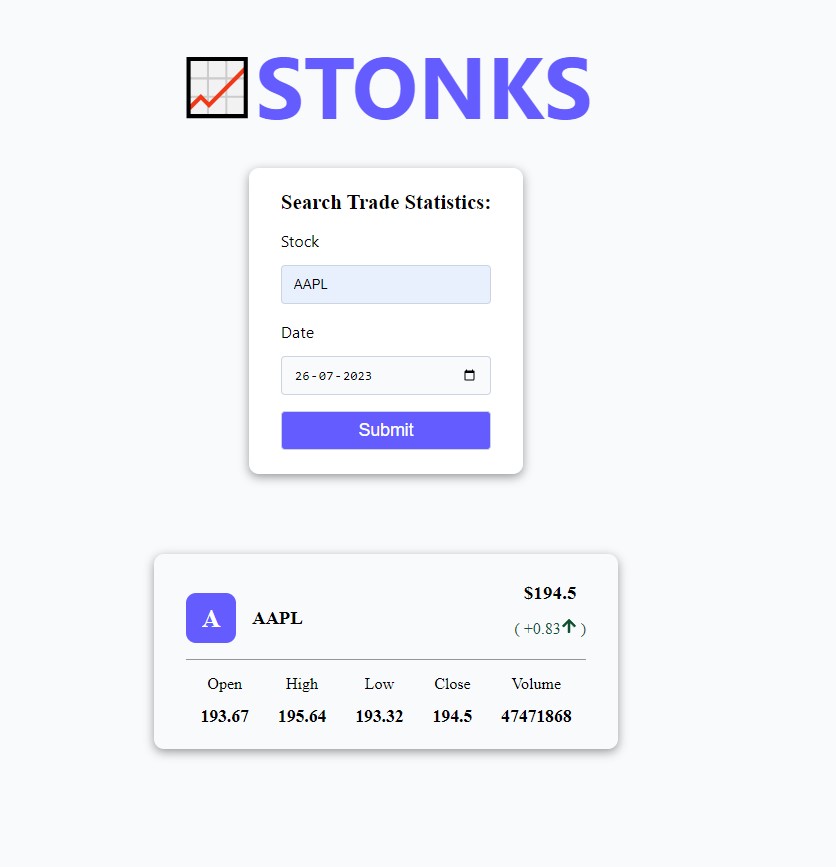 STONKS
Search Trade Statistics:
Stock
AAPL
Date
26-07-2023
Submit
A AAPL
$194.5
( +0.83↑ )
Open High Low Close Volume
193.67 195.64 193.32 194.5 47471868